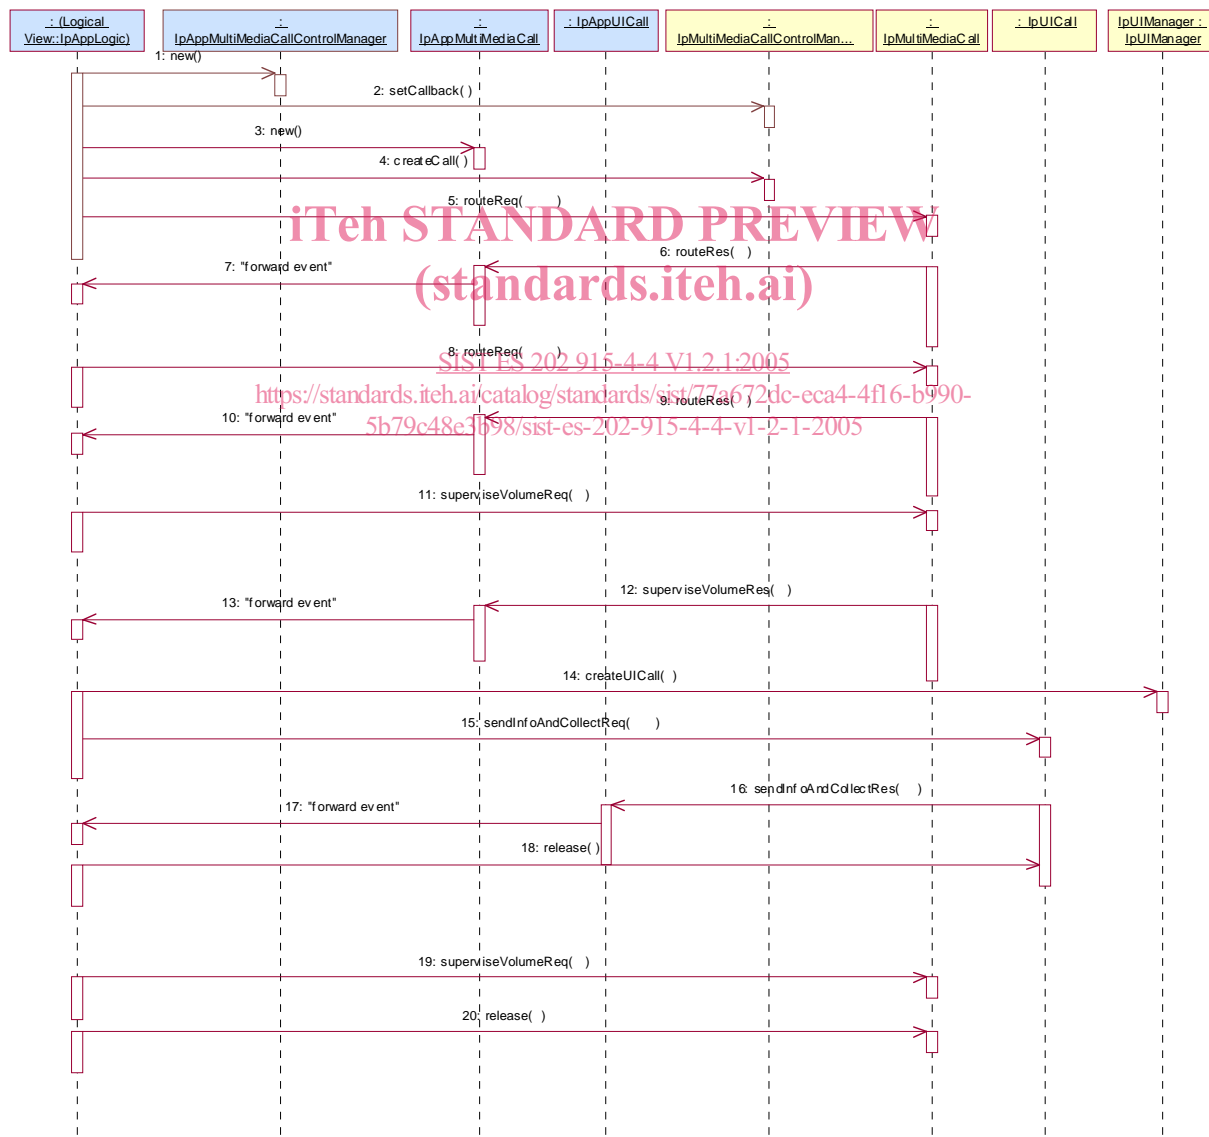 : (Logical
View::IpAppLogic)
:
IpAppMultiMediaCallControlManager
:
IpAppMultiMediaCall
: IpAppUICall
:
IpMultiMediaCallControlMan...
:
IpMultiMediaCall
: IpUICall
IpUIManager :
IpUIManager
1: new()
2: setCallback( )
3: new()
4: createCall( )
5: routeReq( )
iTeh STANDARD PREVIEW
6: routeRes( )
7: "forward event"
(standards.iteh.ai)
8: routeReq( )
SIST ES 202 915-4-4 V1.2.1:2005
https://standards.iteh.ai/catalog/standards/sist/77a672dc-eca4-4f16-b990-
9: routeRes( )
10: "forward event"
5b79c48e3b98/sist-es-202-915-4-4-v1-2-1-2005
11: superviseVolumeReq( )
12: superviseVolumeRes( )
13: "forward event"
14: createUICall( )
15: sendInfoAndCollectReq( )
16: sendInfoAndCollectRes( )
17: "forward event"
18: release( )
19: superviseVolumeReq( )
20: release( )